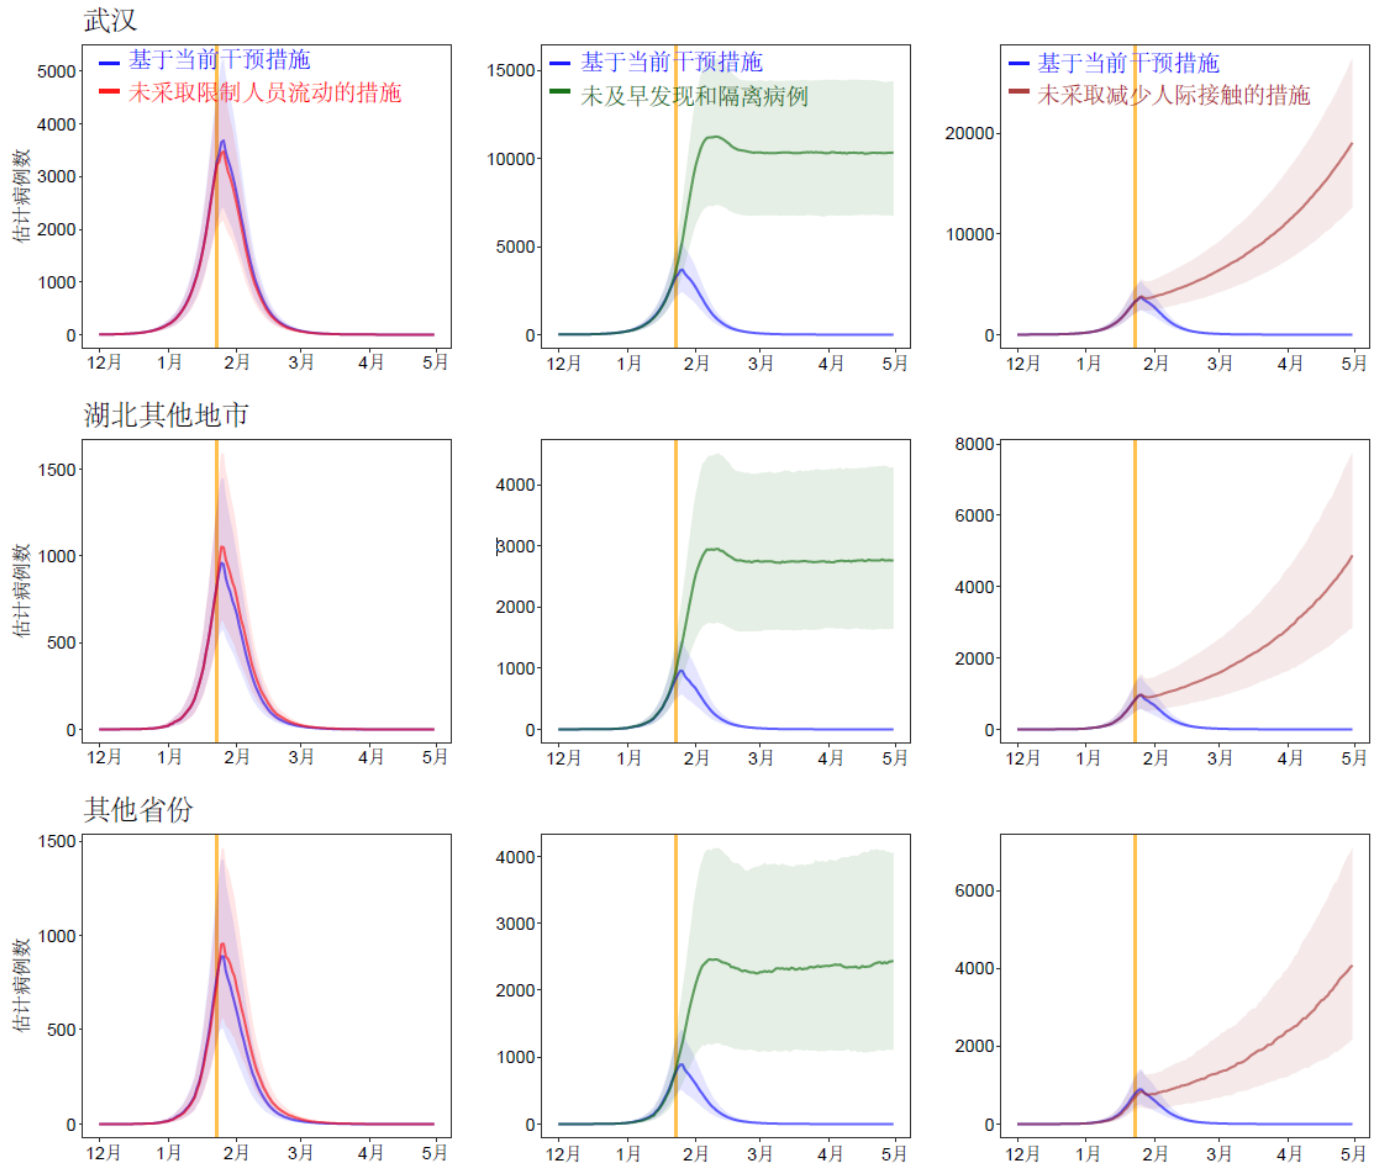 武汉
基于当前干预措施
未采取限制人员流动的措施
估计病例数
5000
4000
3000
2000
1000
0
12月 1月 2月 3月 4月 5月
基于当前干预措施
未及早发现和隔离病例
15000
10000
5000
0
12月 1月 2月 3月 4月 5月
基于当前干预措施
未采取减少人际接触的措施
20000
10000
0
12月 1月 2月 3月 4月 5月
湖北其他地市
估计病例数
1500
1000
500
0
12月 1月 2月 3月 4月 5月
4000
3000
2000
1000
0
12月 1月 2月 3月 4月 5月
8000
6000
4000
2000
0
12月 1月 2月 3月 4月 5月
其他省份
估计病例数
1500
1000
500
0
12月 1月 2月 3月 4月 5月
4000
3000
2000
1000
0
12月 1月 2月 3月 4月 5月
6000
4000
2000
0
12月 1月 2月 3月 4月 5月